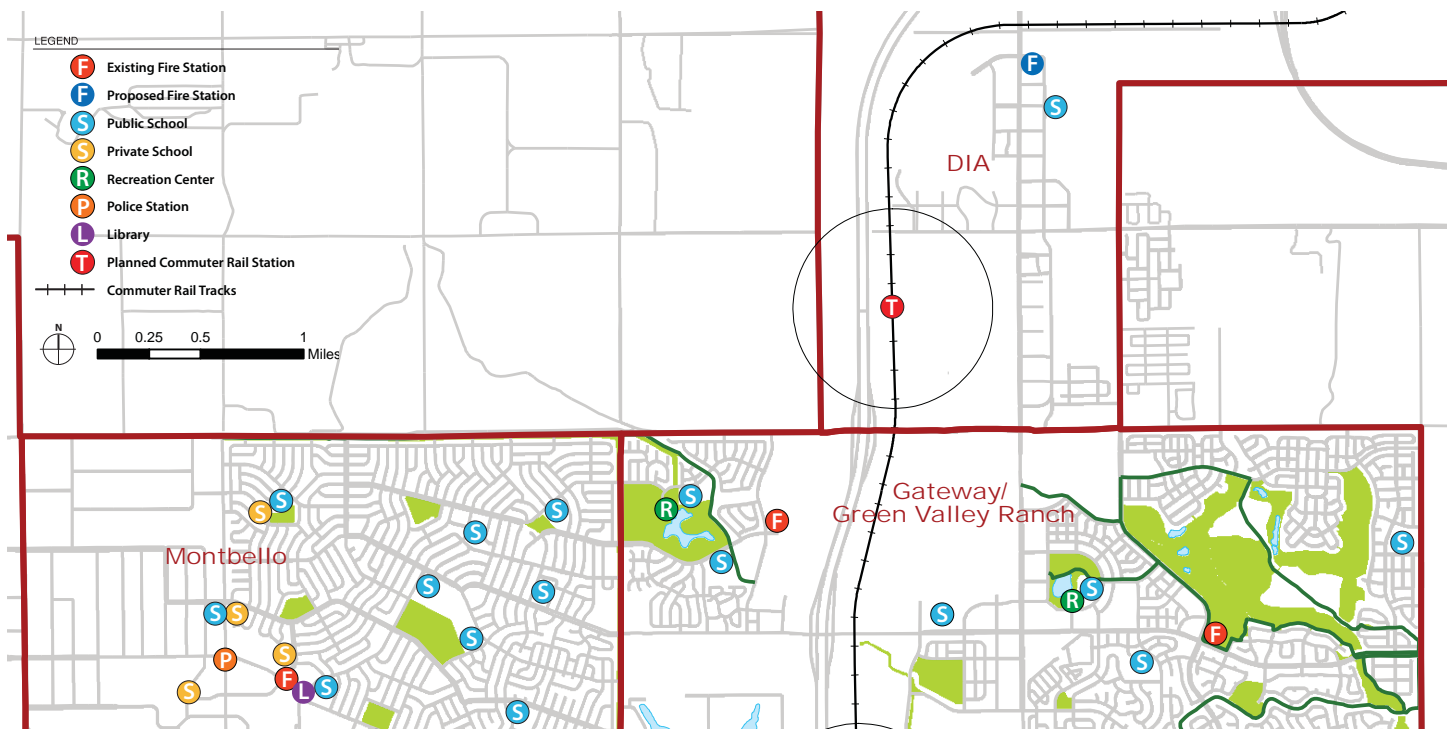 LEGEND
F Existing Fire Station
F Proposed Fire Station
S Public School
S Private School
R Recreation Center
P Police Station
L Library
T Planned Commuter Rail Station
Commuter Rail Tracks
N
0 0.25 0.5 1
Miles
F
S
DIA
T
Gateway/
Green Valley Ranch
Montbello
S
S
S
S
R
S
F
S
S
S
S
S
S
S
S
R
S
F
S
P
S
F
L
S
S
S